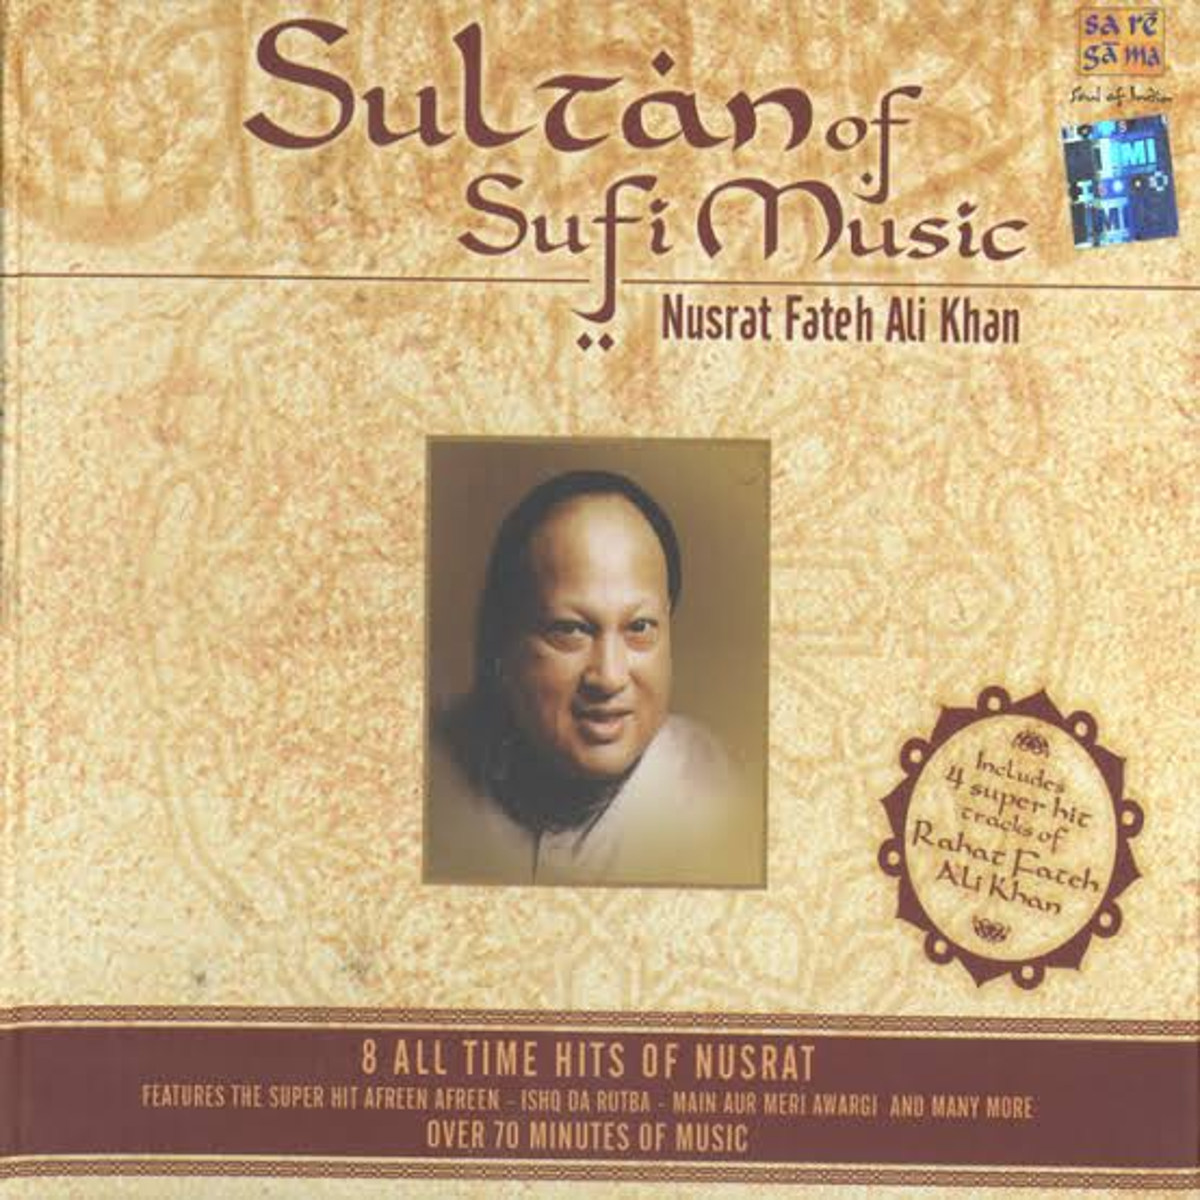 sa rē
gā ma
Soul of India
Sultan of
Sufi Music
Nusrat Fateh Ali Khan
Includes
4 super hit
tracks of
Rahat Fateh
Ali Khan
8 ALL TIME HITS OF NUSRAT
FEATURES THE SUPER HIT AFREEN AFREEN - ISHQ DA RUTBA - MAIN AUR MERI AWARGI AND MANY MORE
OVER 70 MINUTES OF MUSIC